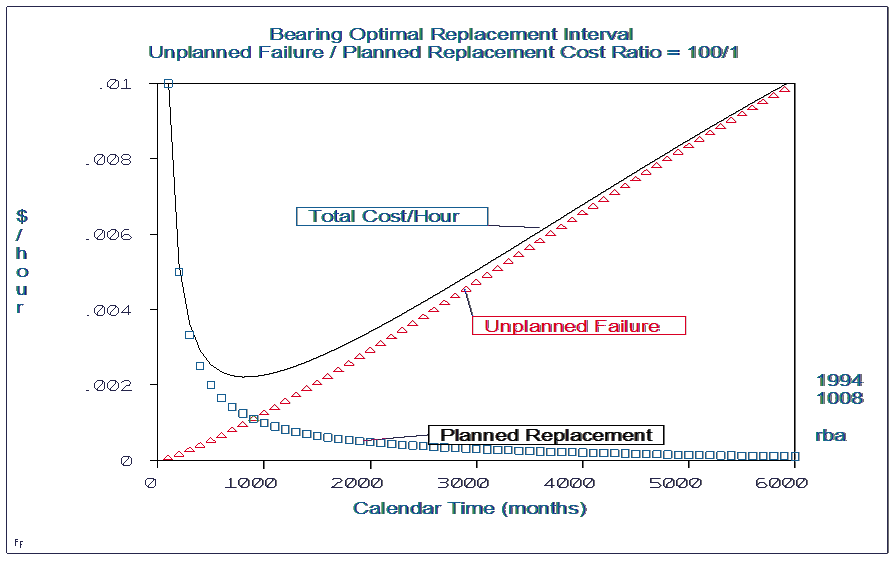 Bearing Optimal Replacement Interval
Unplanned Failure / Planned Replacement Cost Ratio = 100/1
.01
.008
.006
.004
.002
0
$/hour
Total Cost/Hour
Unplanned Failure
Planned Replacement
1994
1008
rba
0 1000 2000 3000 4000 5000 6000
Calendar Time (months)
FF